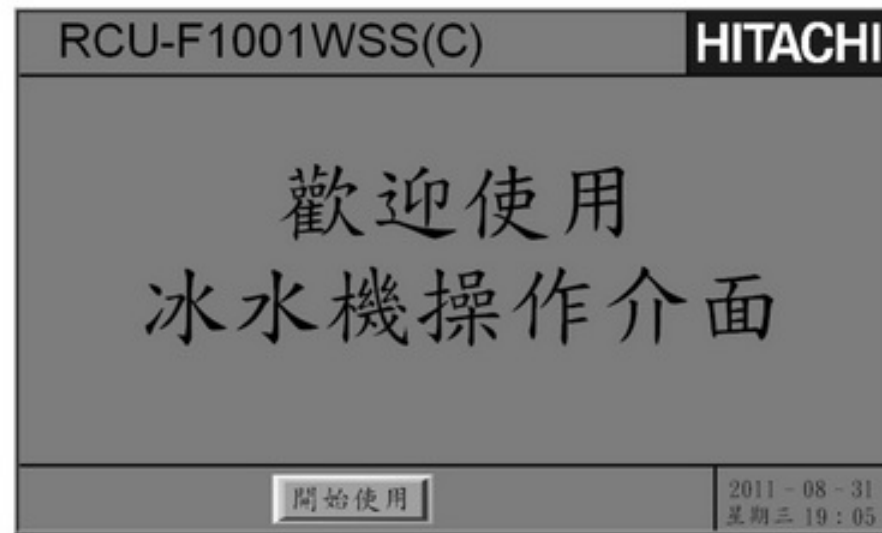 RCU-F1001WSS(C)
HITACHI
歡迎使用
冰水機操作介面
開始使用
2011-08-31
星期三 19:05